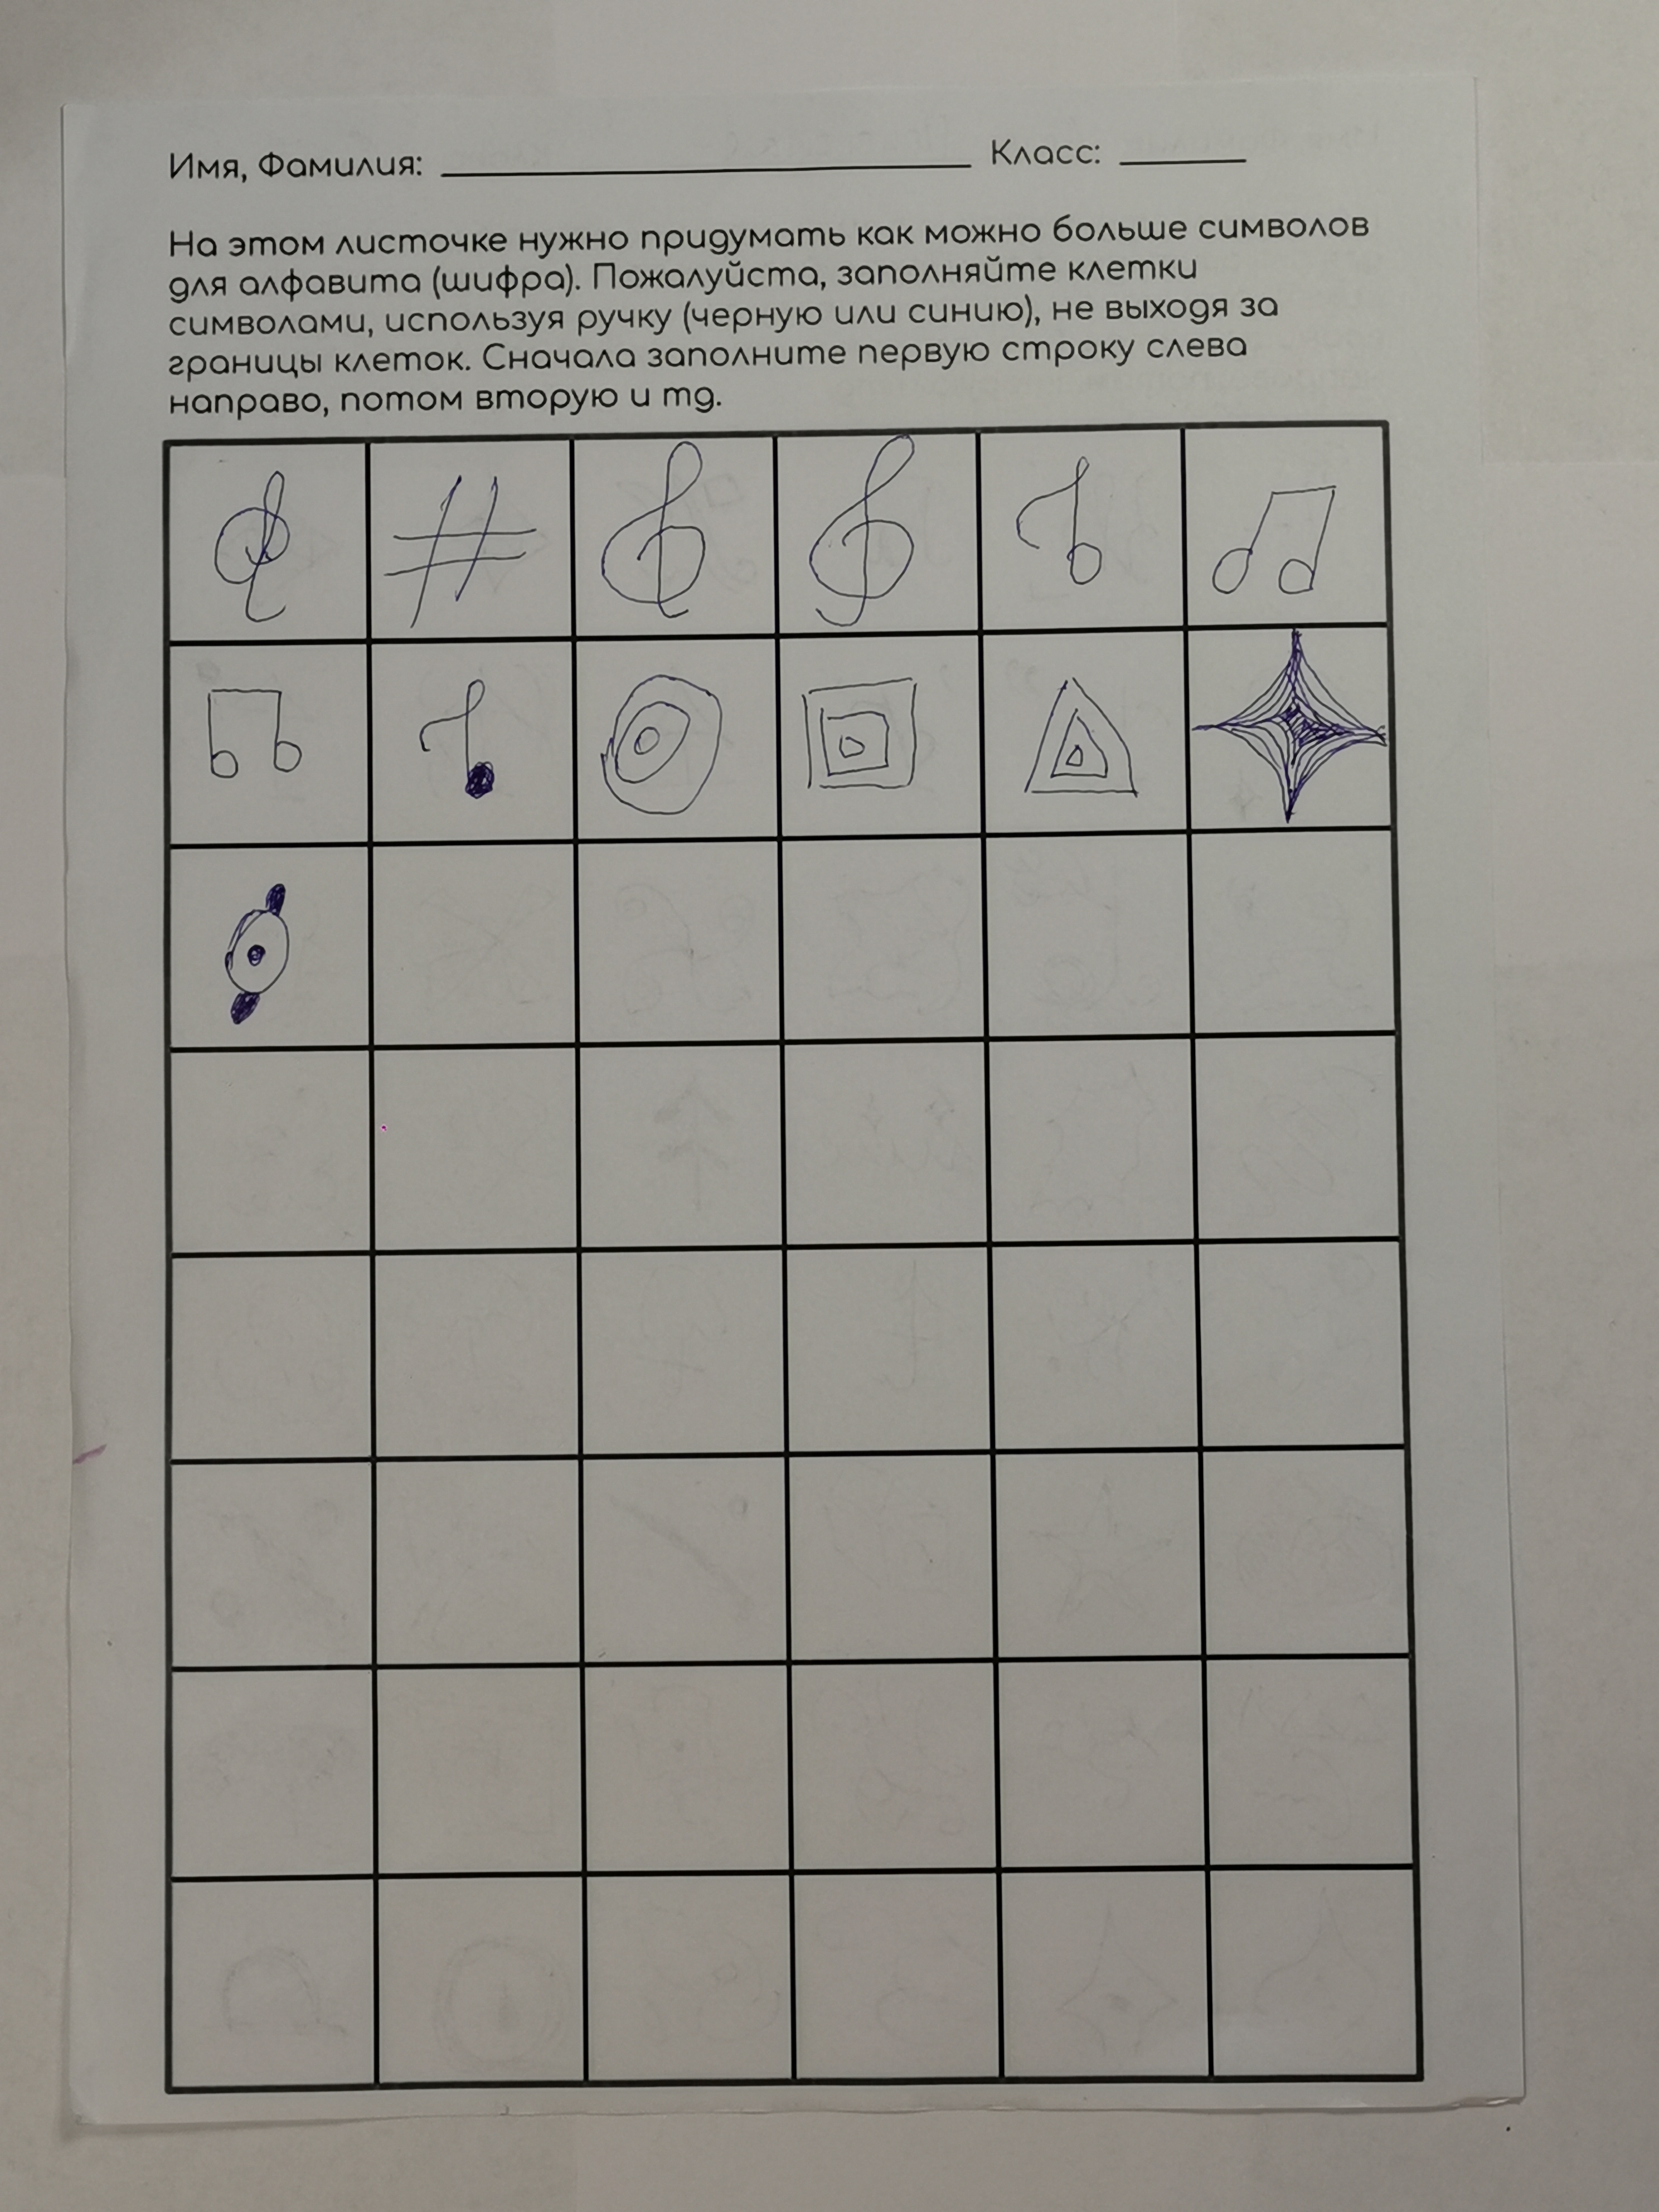 Имя, Фамилия: Класс:
На этом листочке нужно придумать как можно больше символов
для алфавита (шифра). Пожалуйста, заполняйте клетки
символами, используя ручку (черную или синию), не выходя за
границы клеток. Сначала заполните первую строку слева
направо, потом вторую и тд.